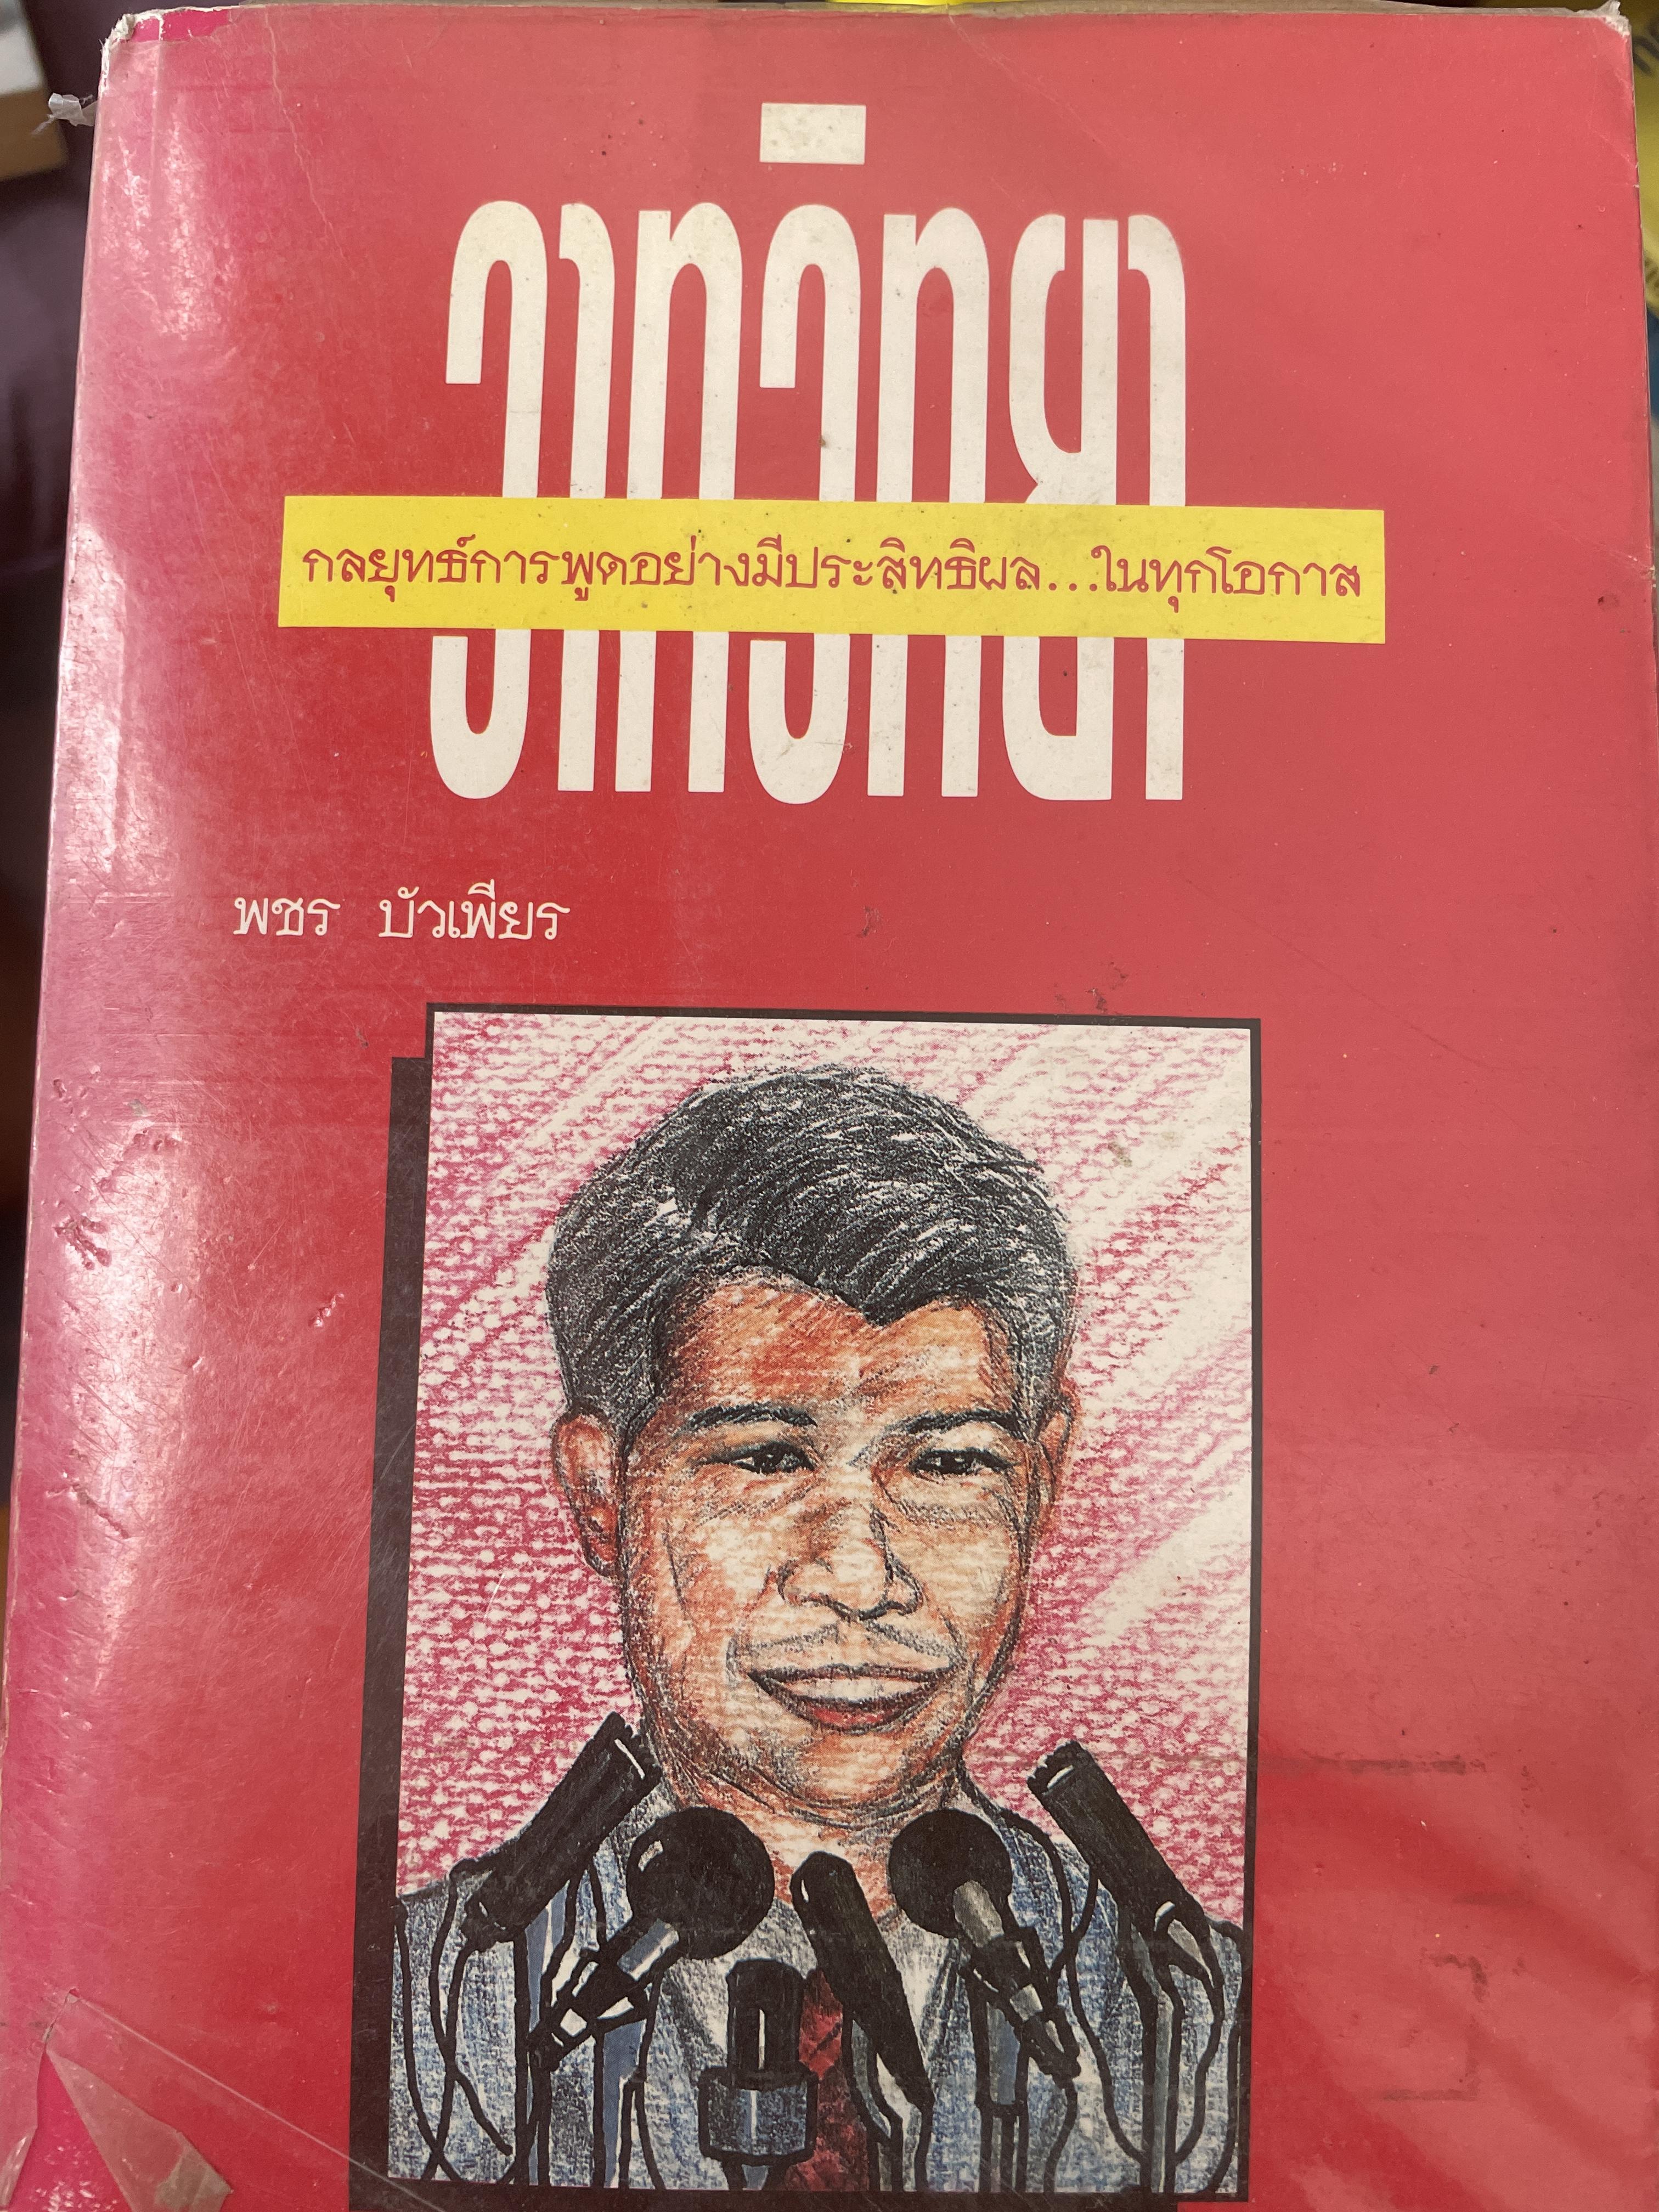 วาทวิทยา
กลยุทธ์การพูดอย่างมีประสิทธิผล...ในทุกโอกาส
พชร บัวเพียร